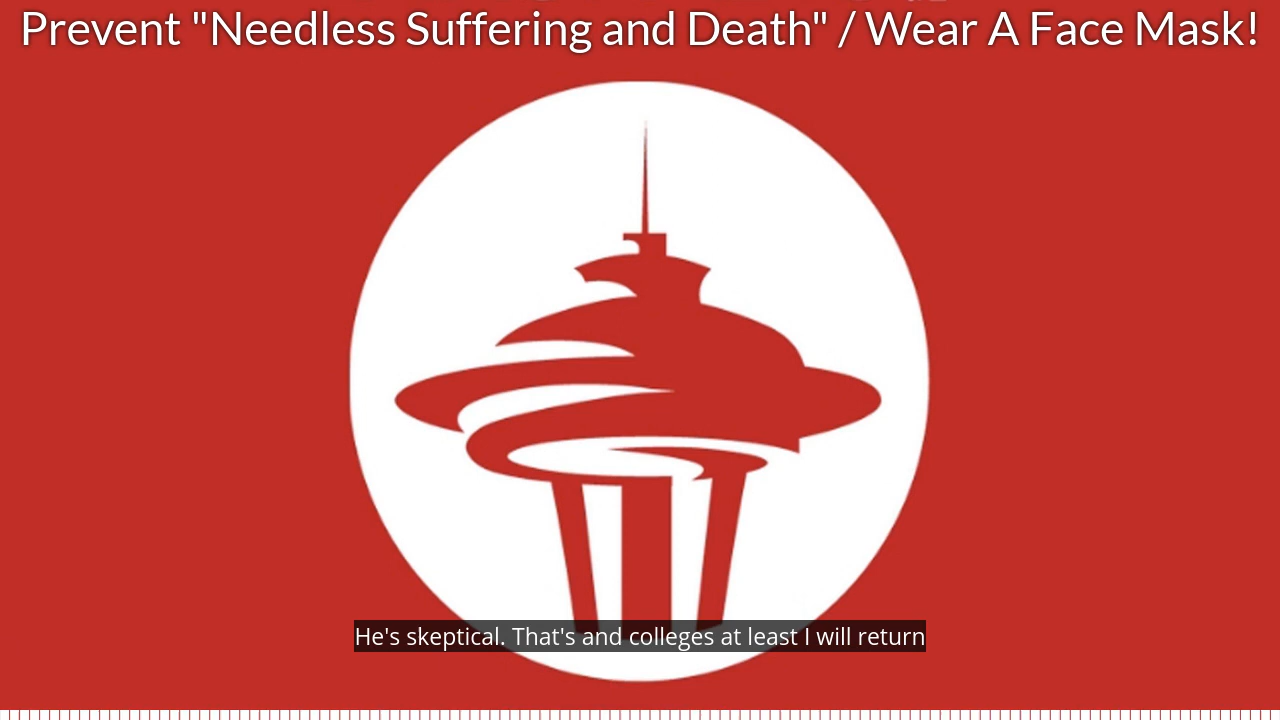 Prevent "Needless Suffering and Death" / Wear A Face Mask!
He's skeptical. That's and colleges at least I will return